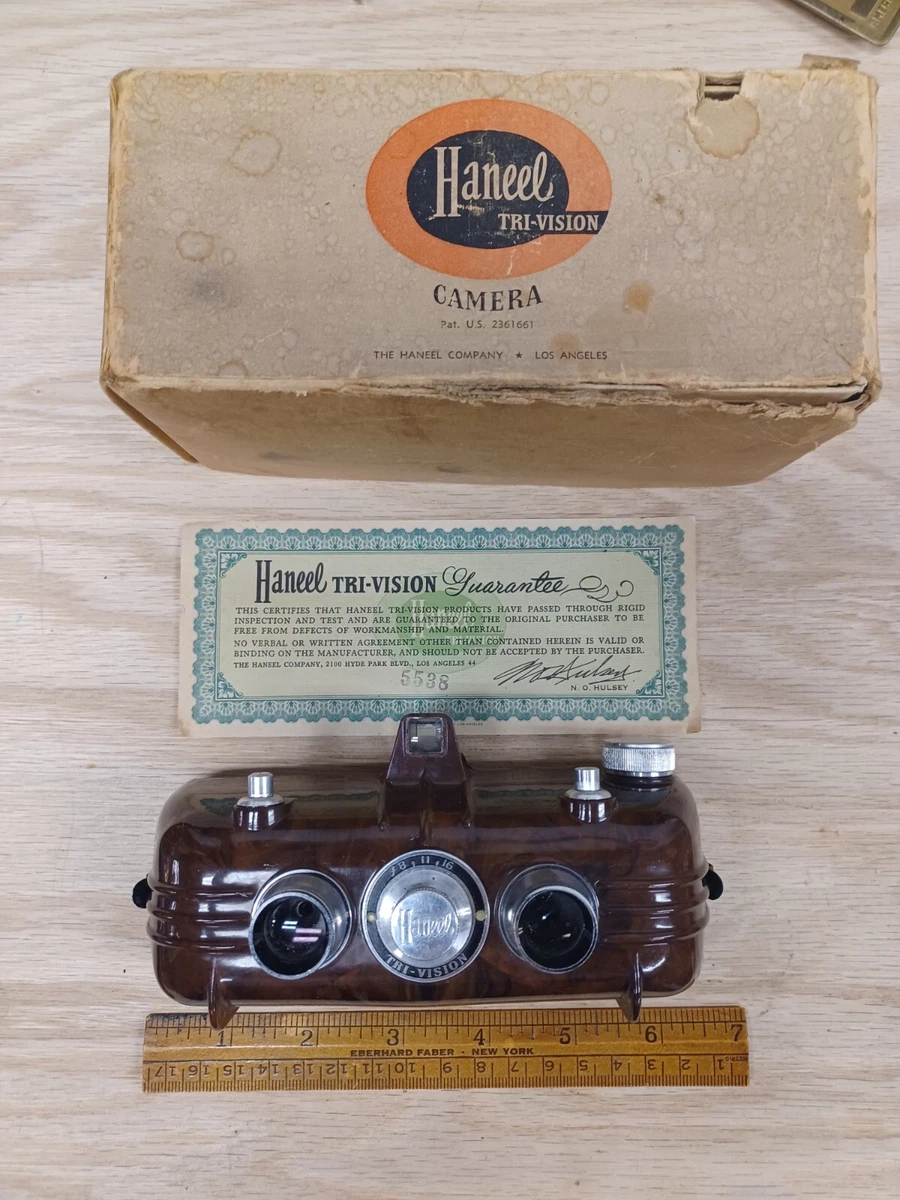 Haneel
TRI-VISION
CAMERA
Pat. U.S. 2361661
THE HANEEL COMPANY ★ LOS ANGELES
Haneel TRI-VISION Guarantee
THIS CERTIFIES THAT HANEEL TRI-VISION PRODUCTS HAVE PASSED THROUGH RIGID
INSPECTION AND TEST AND ARE GUARANTEED TO THE ORIGINAL PURCHASER TO BE
FREE FROM DEFECTS OF WORKMANSHIP AND MATERIAL.
NO VERBAL OR WRITTEN AGREEMENT OTHER THAN CONTAINED HEREIN IS VALID OR
BINDING ON THE MANUFACTURER, AND SHOULD NOT BE ACCEPTED BY THE PURCHASER.
THE HANEEL COMPANY, 2100 HYDE PARK BLVD., LOS ANGELES 44
5538
N. O. HULSEY
Haneel
f8 11 16
Haneel
TRI-VISION
1 2 3 4 5 6 7
EBERHARD FABER - NEW YORK
17 16 15 14 13 12 11 10 9 8 7 6 5 4 3 2 1